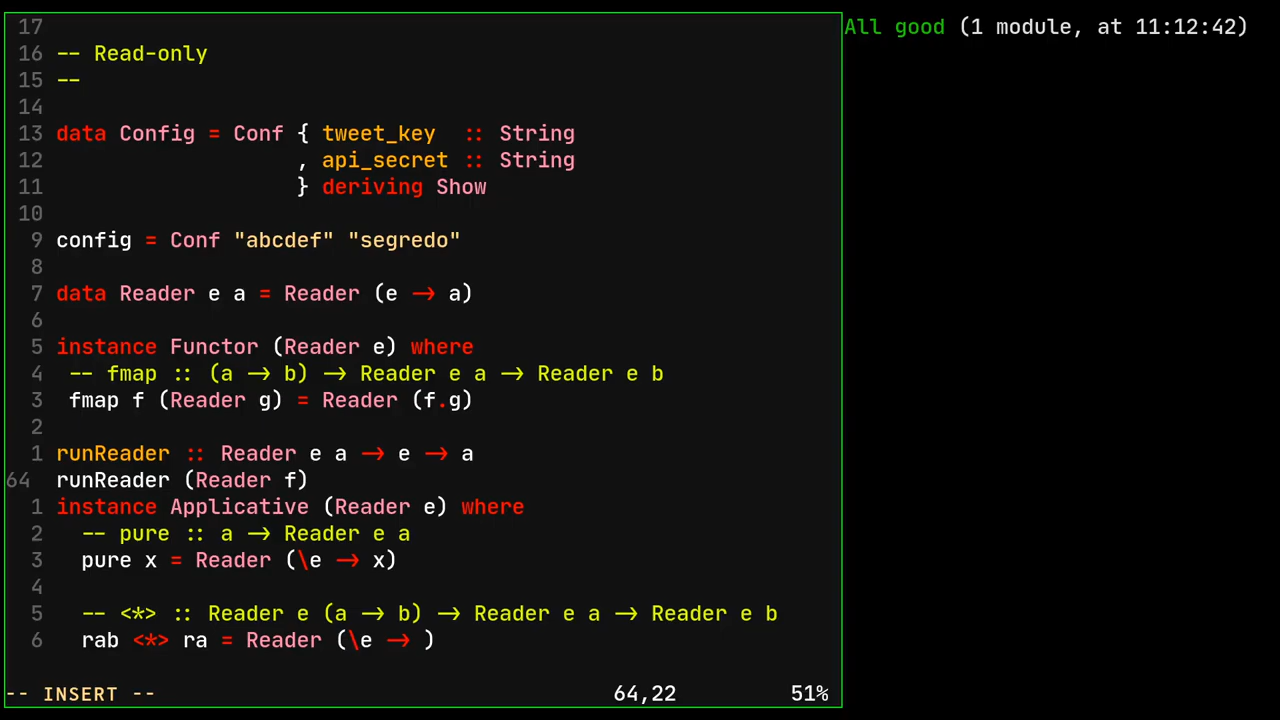 17
16 -- Read-only
15 --
14
13 data Config = Conf { tweet_key  :: String
12                    , api_secret :: String
11                    } deriving Show
10
9 config = Conf "abcdef" "segredo"
8
7 data Reader e a = Reader (e -> a)
6
5 instance Functor (Reader e) where
4  -- fmap :: (a -> b) -> Reader e a -> Reader e b
3  fmap f (Reader g) = Reader (f.g)
2
1 runReader :: Reader e a -> e -> a
64 runReader (Reader f)
1 instance Applicative (Reader e) where
2   -- pure :: a -> Reader e a
3   pure x = Reader (\e -> x)
4
5   -- <*> :: Reader e (a -> b) -> Reader e a -> Reader e b
6   rab <*> ra = Reader (\e -> )
-- INSERT -- 64,22 51%
All good (1 module, at 11:12:42)